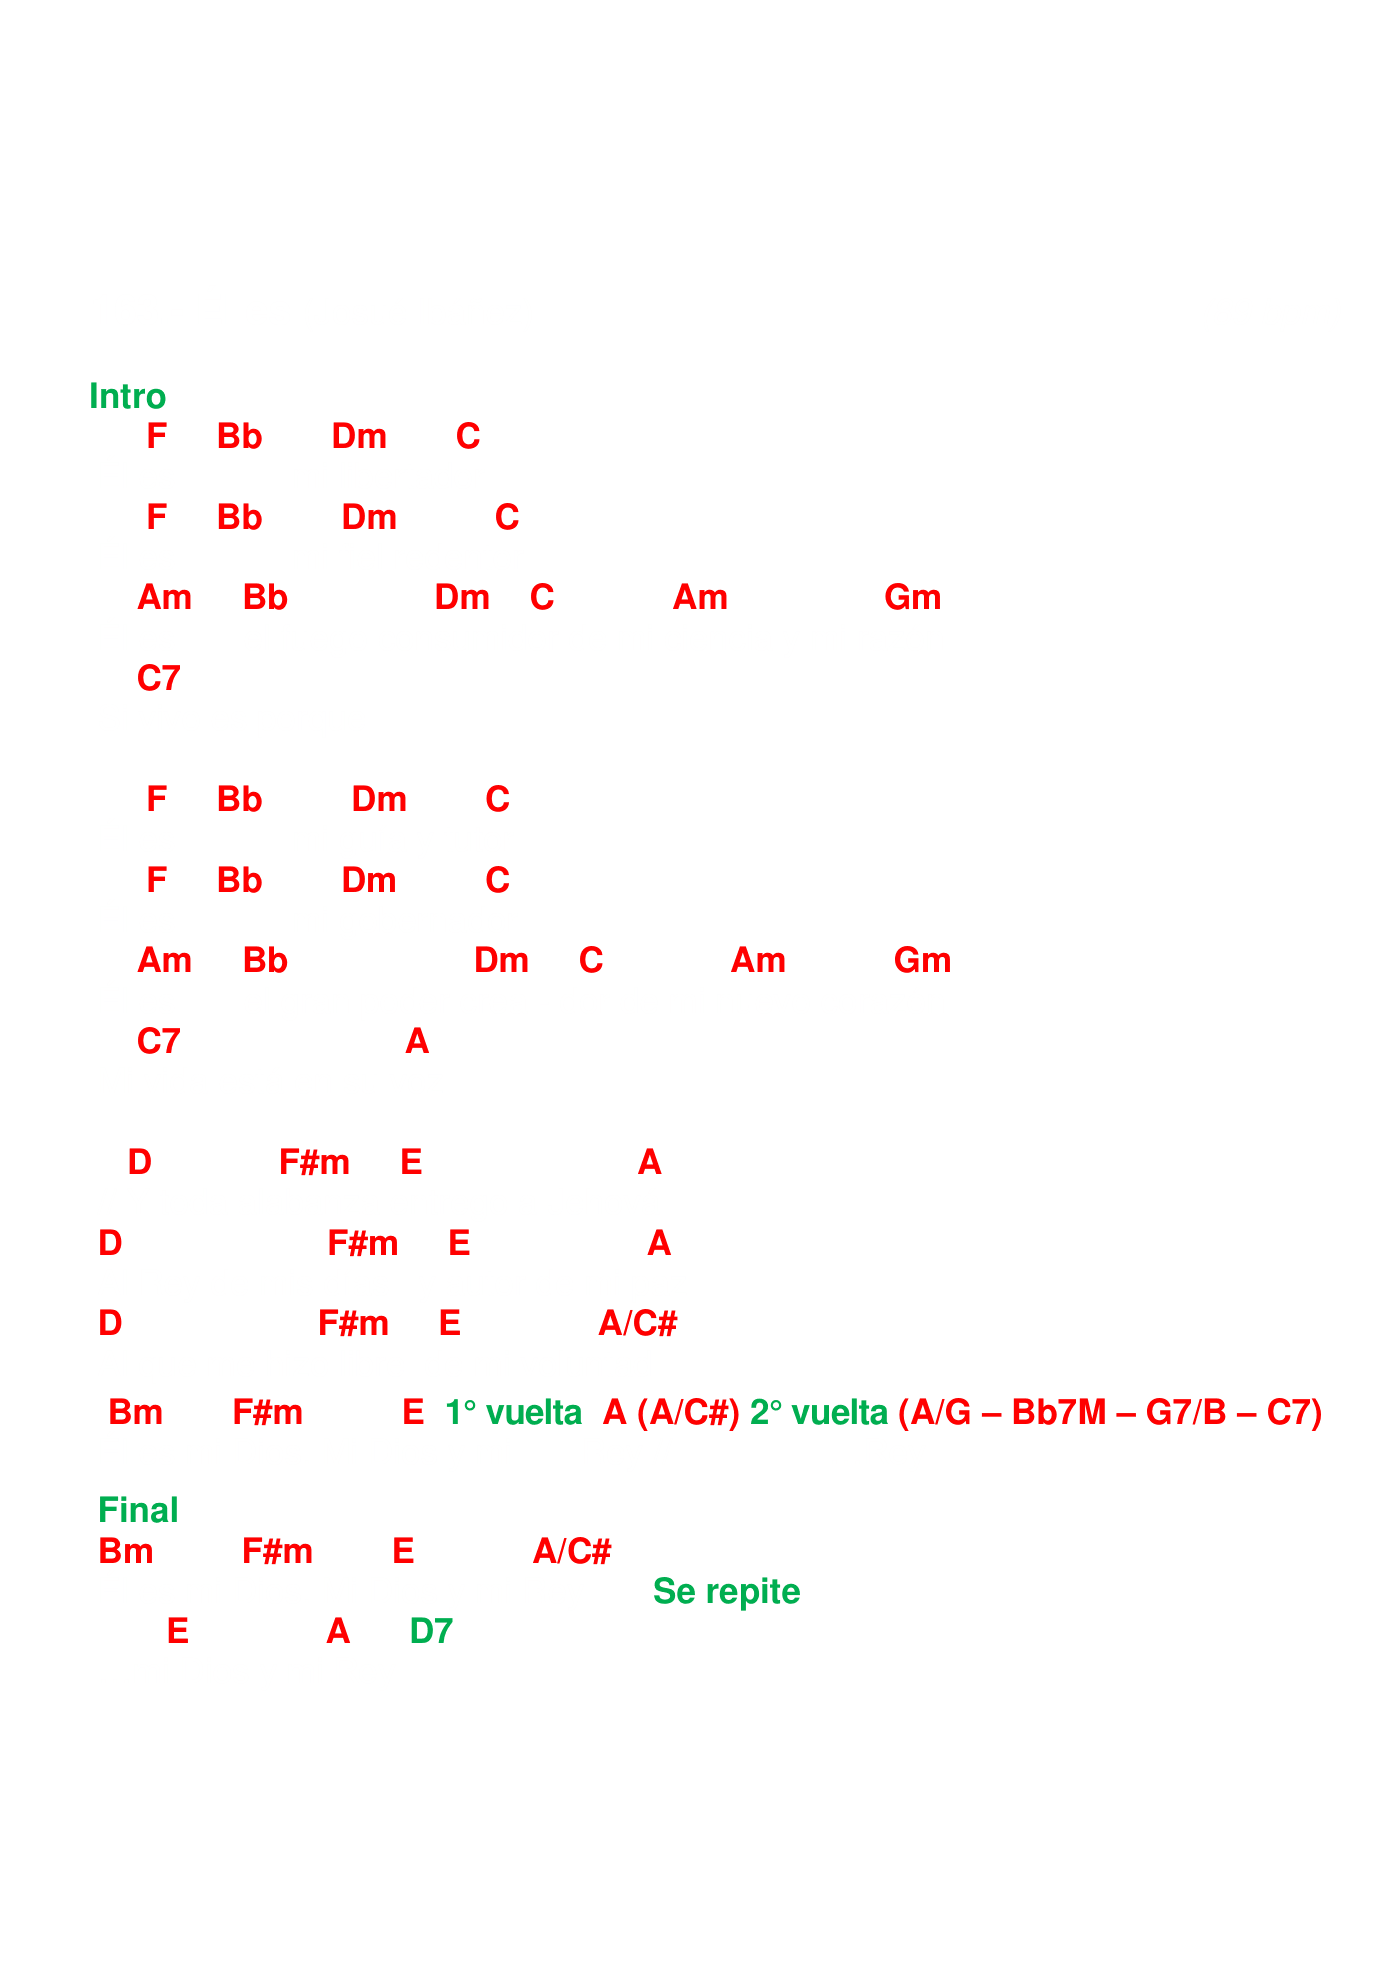 Intro
F Bb Dm C
F Bb Dm C
Am Bb Dm C Am Gm
C7
F Bb Dm C
F Bb Dm C
Am Bb Dm C Am Gm
C7 A
D F#m E A
D F#m E A
D F#m E A/C#
Bm F#m E 1° vuelta A (A/C#) 2° vuelta (A/G – Bb7M – G7/B – C7)
Final
Bm F#m E A/C#
Se repite
E A D7